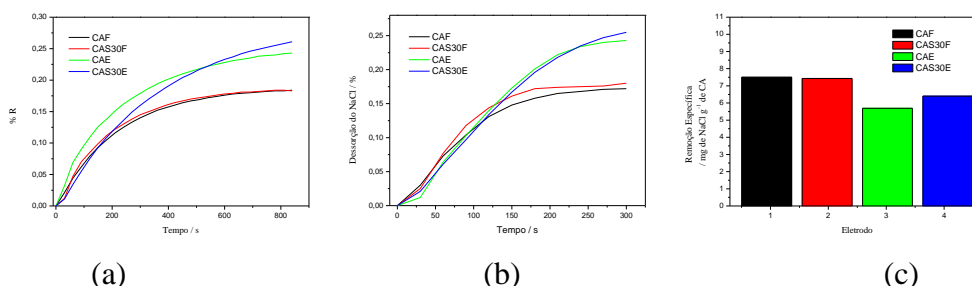 CAF
CAS30F
CAE
CAS30E
% R
0,30
0,25
0,20
0,15
0,10
0,05
0,00
0
200
400
600
800
Tempo / s
(a)
CAF
CAS30F
CAE
CAS30E
Dessorção do NaCl / %
0,25
0,20
0,15
0,10
0,05
0,00
0
50
100
150
200
250
300
Tempo / s
(b)
CAF
CAS30F
CAE
CAS30E
Remoção Específica
/ mg de NaCl g⁻¹ de CA
11
10
9
8
7
6
5
4
3
2
1
0
1
2
3
4
Eletrodo
(c)